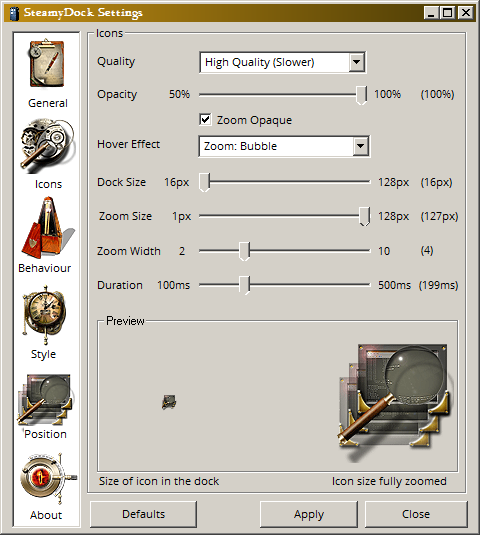 SteamyDock Settings
General
Icons
Behaviour
Style
Position
About
Icons
Quality High Quality (Slower)
Opacity 50% 100% (100%)
Zoom Opaque
Hover Effect Zoom: Bubble
Dock Size 16px 128px (16px)
Zoom Size 1px 128px (127px)
Zoom Width 2 10 (4)
Duration 100ms 500ms (199ms)
Preview
Size of icon in the dock Icon size fully zoomed
Defaults Apply Close